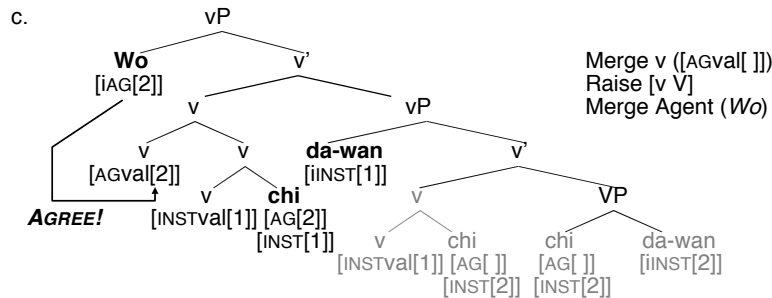 c.
vP
Wo
[iAG[2]]
v'
Merge v ([AGval[ ]])
Raise [v V]
Merge Agent (Wo)
v
vP
v
[AGval[2]]
v
da-wan
[iINST[1]]
v'
AGREE!
v
[INSTval[1]]
chi
[AG[2]]
[INST[1]]
v
VP
v
[INSTval[1]]
chi
[AG[ ]]
[INST[2]]
chi
[AG[ ]]
[INST[2]]
da-wan
[iINST[2]]